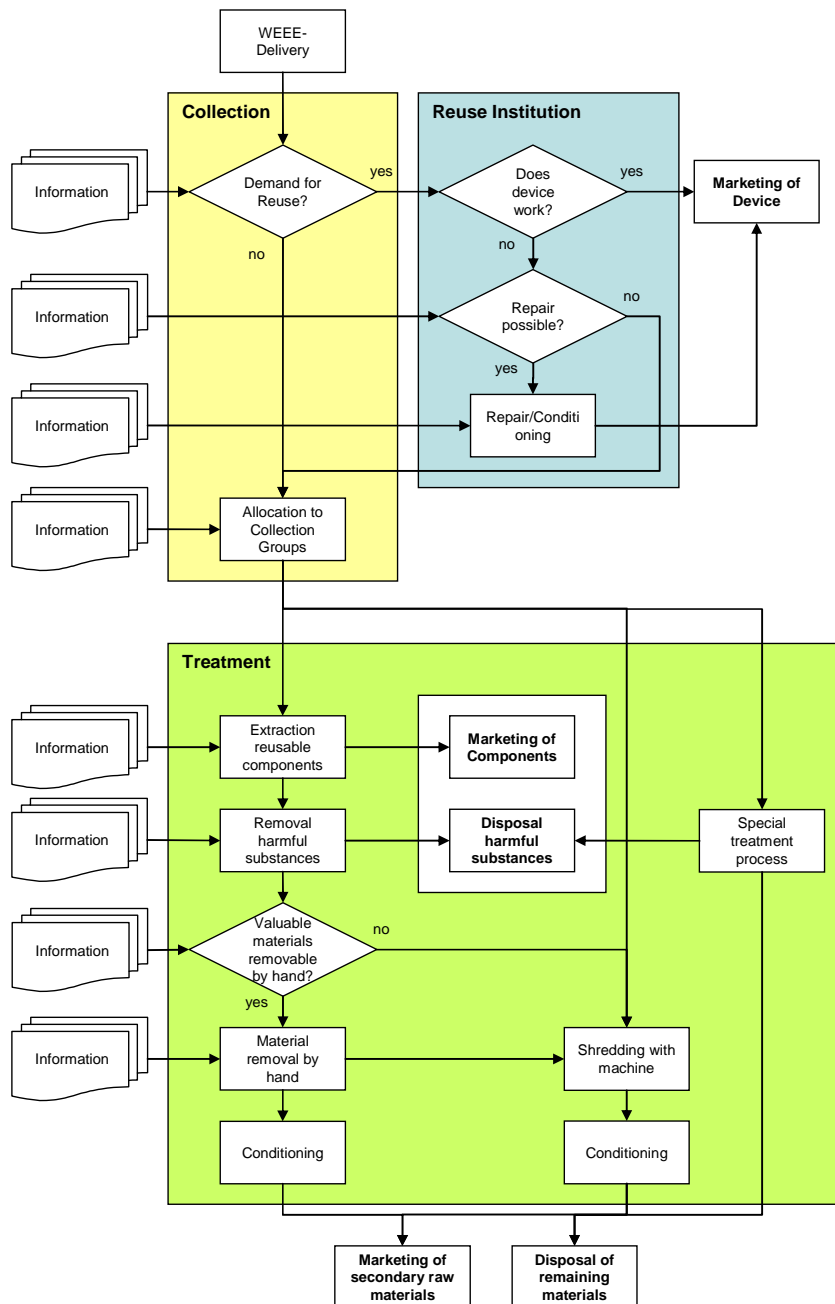 WEEE-
Delivery
Collection
Reuse Institution
Information
Demand for
Reuse?
yes
Does
device
work?
yes
Marketing of
Device
no
no
Information
Repair
possible?
no
yes
Information
Repair/Conditi
oning
Information
Allocation to
Collection
Groups
Treatment
Information
Extraction
reusable
components
Marketing of
Components
Information
Removal
harmful
substances
Disposal
harmful
substances
Special
treatment
process
Information
Valuable
materials
removable
by hand?
no
yes
Information
Material
removal by
hand
Shredding with
machine
Conditioning
Conditioning
Marketing of
secondary raw
materials
Disposal of
remaining
materials